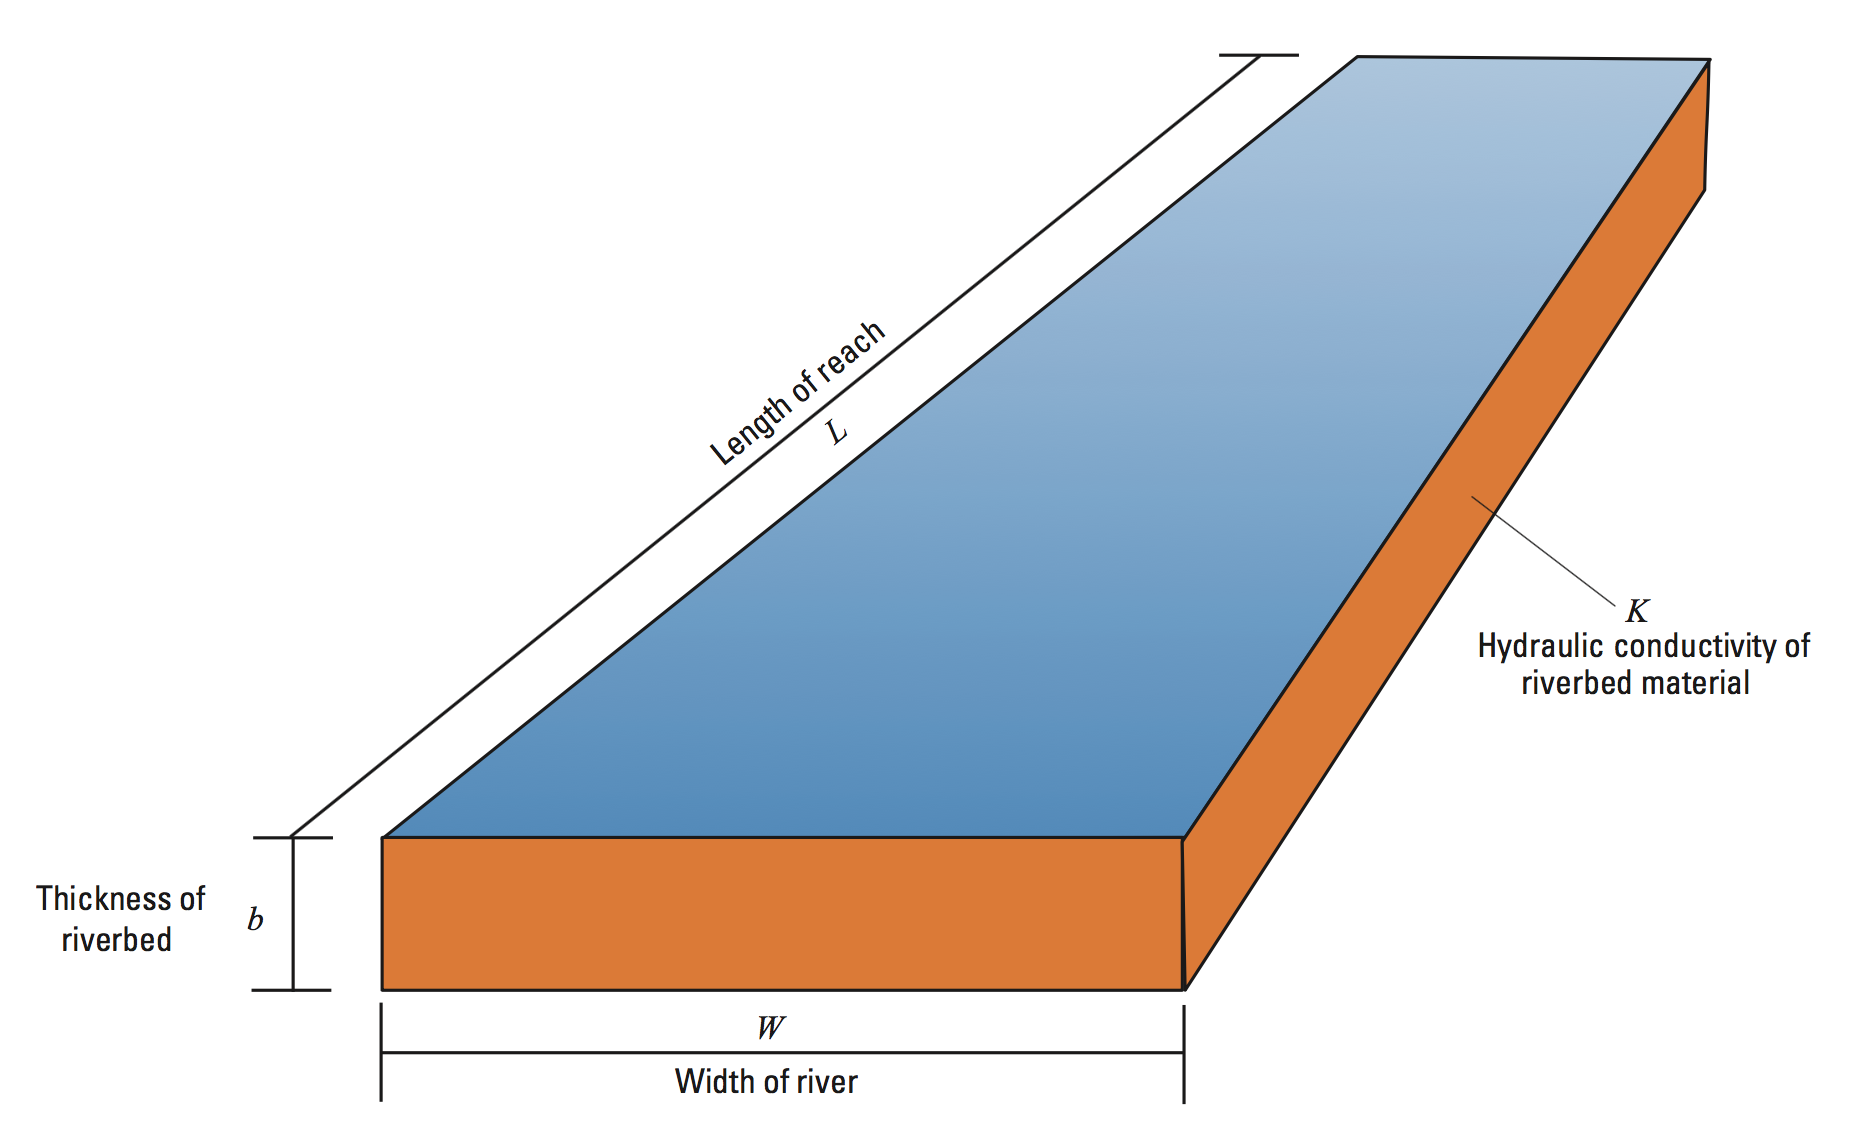 Length of reach
L
K
Hydraulic conductivity of
riverbed material
Thickness of
riverbed
b
W
Width of river